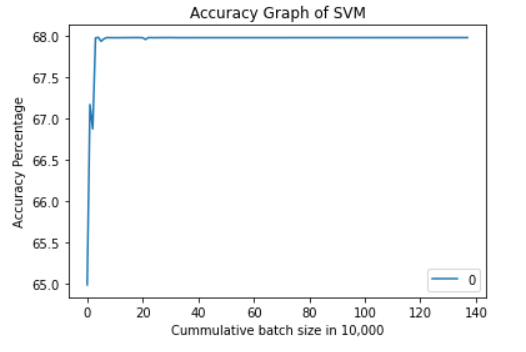 Accuracy Graph of SVM
68.0
67.5
67.0
66.5
66.0
65.5
65.0
Accuracy Percentage
0
0 20 40 60 80 100 120 140
Cummulative batch size in 10,000